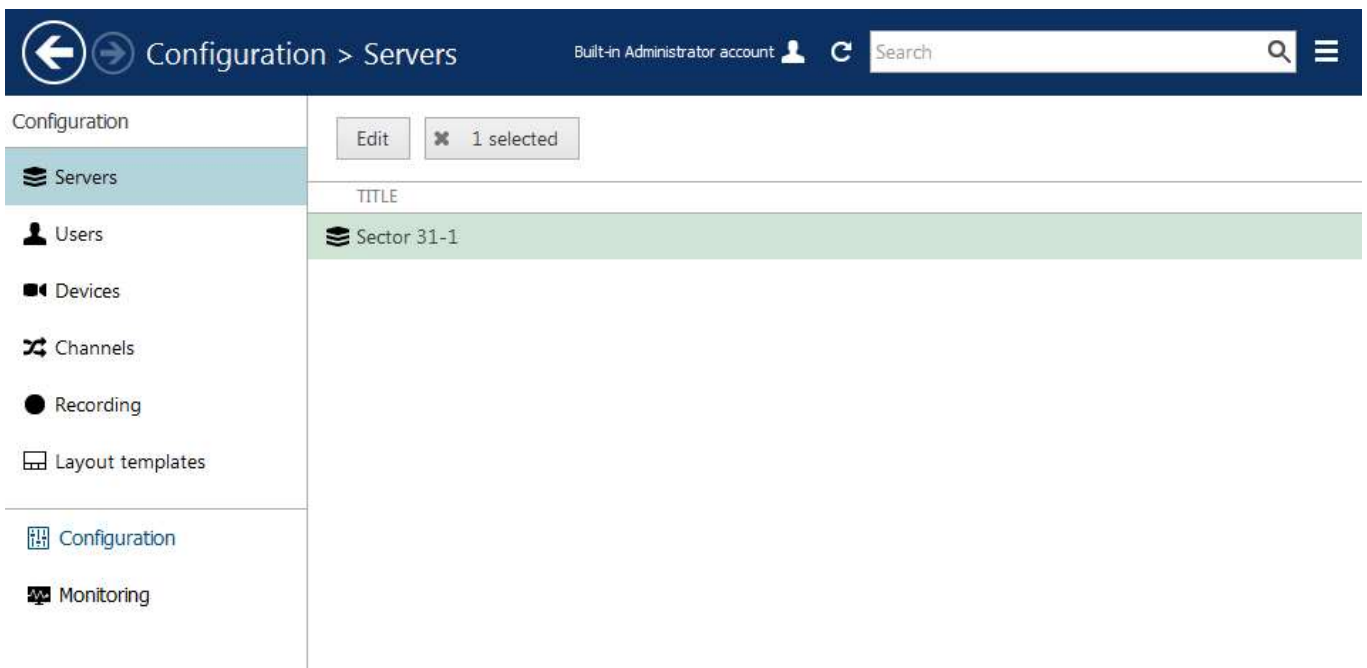 Configuration > Servers
Built-in Administrator account
Search
Configuration
Servers
Users
Devices
Channels
Recording
Layout templates
Configuration
Monitoring
Edit
1 selected
TITLE
Sector 31-1